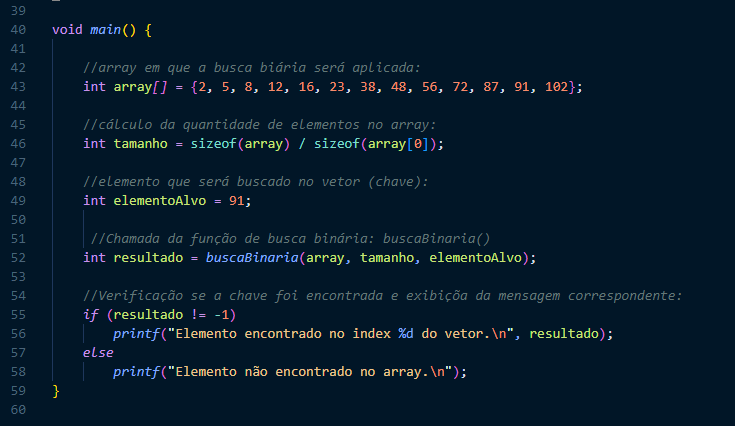 39
40 void main() {
41
42 //array em que a busca biária será aplicada:
43 int array[] = {2, 5, 8, 12, 16, 23, 38, 48, 56, 72, 87, 91, 102};
44
45 //cálculo da quantidade de elementos no array:
46 int tamanho = sizeof(array) / sizeof(array[0]);
47
48 //elemento que será buscado no vetor (chave):
49 int elementoAlvo = 91;
50
51 //Chamada da função de busca binária: buscaBinaria()
52 int resultado = buscaBinaria(array, tamanho, elementoAlvo);
53
54 //Verificação se a chave foi encontrada e exibiçõa da mensagem correspondente:
55 if (resultado != -1)
56 printf("Elemento encontrado no index %d do vetor.\n", resultado);
57 else
58 printf("Elemento não encontrado no array.\n");
59 }
60